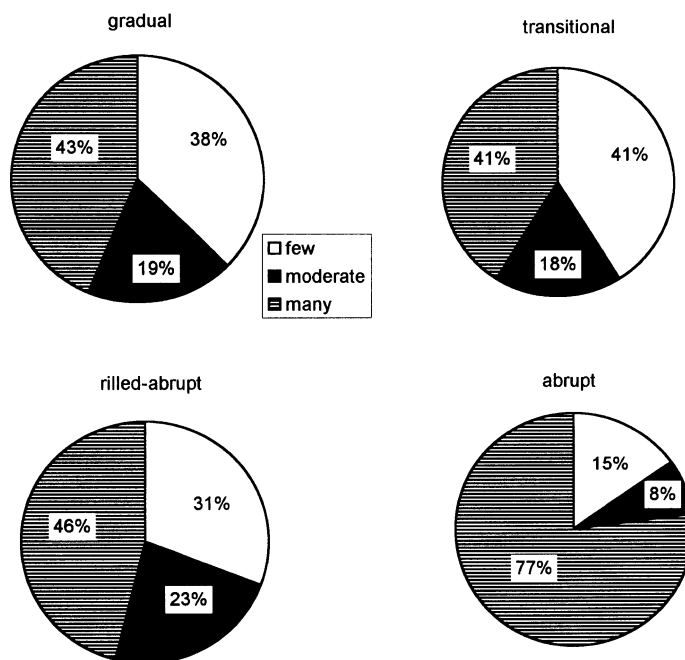 gradual
transitional
38%
43%
19%
41%
41%
18%
few
moderate
many
rilled-abrupt
abrupt
31%
46%
23%
15%
8%
77%